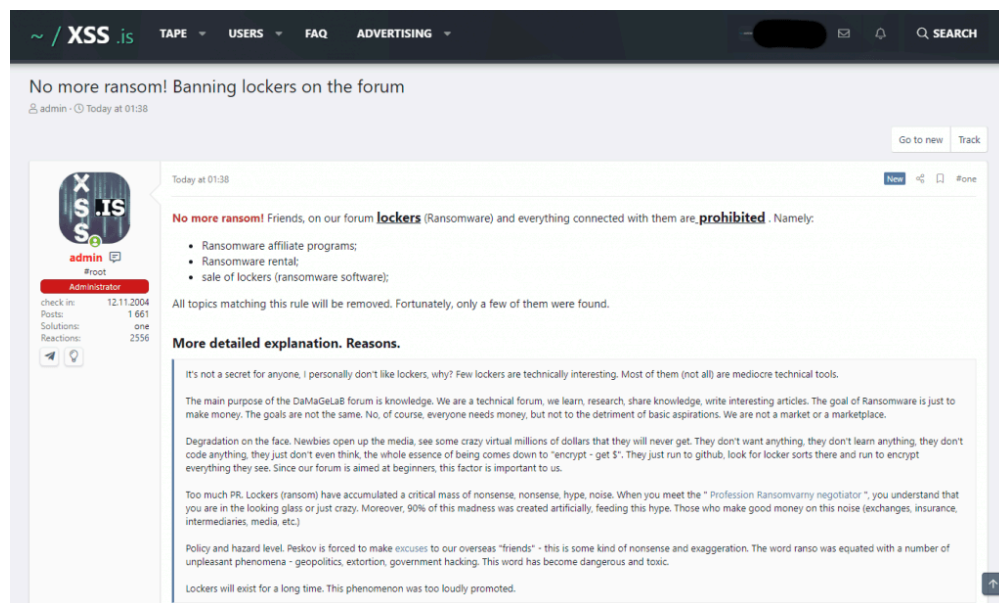 ~ / XSS .is TAPE USERS FAQ ADVERTISING SEARCH
No more ransom! Banning lockers on the forum
admin · Today at 01:38
Go to new Track
XSS .IS
admin
#root
Administrator
check in: 12.11.2004
Posts: 1 661
Solutions: one
Reactions: 2556
Today at 01:38 New #one
No more ransom! Friends, on our forum lockers (Ransomware) and everything connected with them are prohibited . Namely:
• Ransomware affiliate programs;
• Ransomware rental;
• sale of lockers (ransomware software);
All topics matching this rule will be removed. Fortunately, only a few of them were found.
More detailed explanation. Reasons.
It's not a secret for anyone, I personally don't like lockers, why? Few lockers are technically interesting. Most of them (not all) are mediocre technical tools.
The main purpose of the DaMaGeLaB forum is knowledge. We are a technical forum, we learn, research, share knowledge, write interesting articles. The goal of Ransomware is just to
make money. The goals are not the same. No, of course, everyone needs money, but not to the detriment of basic aspirations. We are not a market or a marketplace.
Degradation on the face. Newbies open up the media, see some crazy virtual millions of dollars that they will never get. They don't want anything, they don't learn anything, they don't
code anything, they just don't even think, the whole essence of being comes down to "encrypt - get $". They just run to github, look for locker sorts there and run to encrypt
everything they see. Since our forum is aimed at beginners, this factor is important to us.
Too much PR. Lockers (ransom) have accumulated a critical mass of nonsense, nonsense, hype, noise. When you meet the " Profession Ransomvarny negotiator ", you understand that
you are in the looking glass or just crazy. Moreover, 90% of this madness was created artificially, feeding this hype. Those who make good money on this noise (exchanges, insurance,
intermediaries, media, etc.)
Policy and hazard level. Peskov is forced to make excuses to our overseas "friends" - this is some kind of nonsense and exaggeration. The word ranso was equated with a number of
unpleasant phenomena - geopolitics, extortion, government hacking. This word has become dangerous and toxic.
Lockers will exist for a long time. This phenomenon was too loudly promoted.